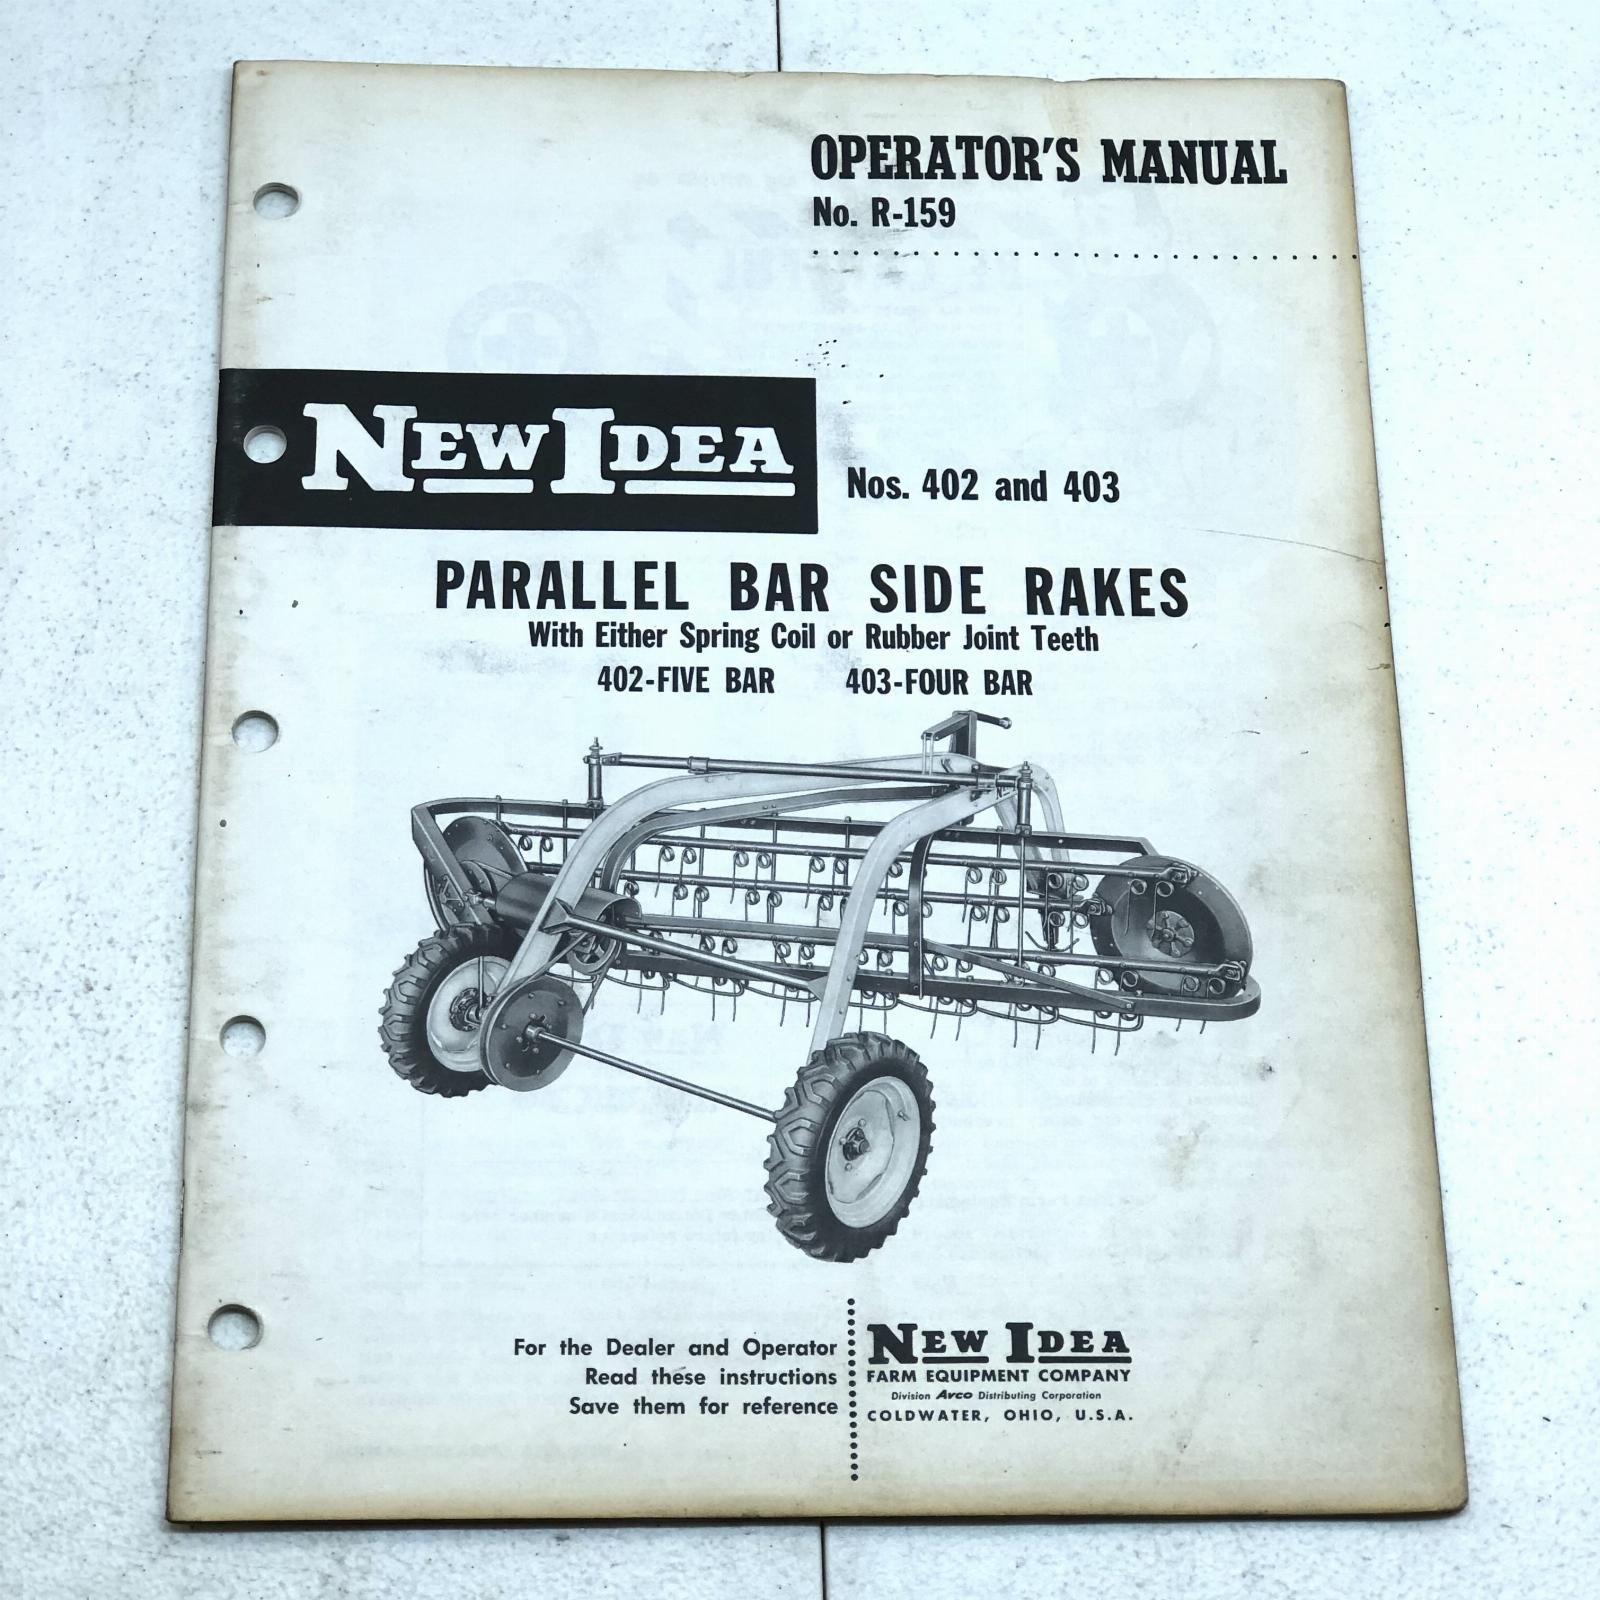 OPERATOR'S MANUAL
No. R-159
NEW IDEA
Nos. 402 and 403
PARALLEL BAR SIDE RAKES
With Either Spring Coil or Rubber Joint Teeth
402-FIVE BAR 403-FOUR BAR
For the Dealer and Operator
Read these instructions
Save them for reference
NEW IDEA
FARM EQUIPMENT COMPANY
Division Avco Distributing Corporation
COLDWATER, OHIO, U.S.A.